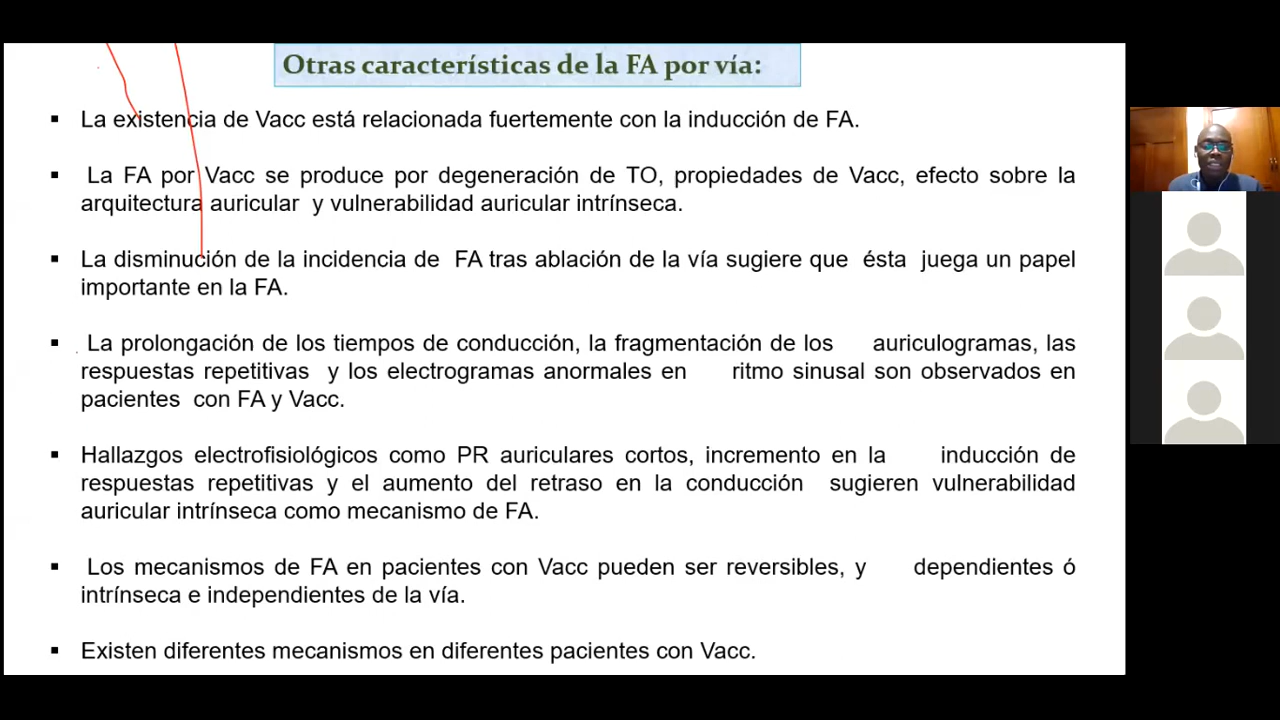 Otras características de la FA por vía:
▪ La existencia de Vacc está relacionada fuertemente con la inducción de FA.
▪ La FA por Vacc se produce por degeneración de TO, propiedades de Vacc, efecto sobre la
arquitectura auricular y vulnerabilidad auricular intrínseca.
▪ La disminución de la incidencia de FA tras ablación de la vía sugiere que ésta juega un papel
importante en la FA.
▪ La prolongación de los tiempos de conducción, la fragmentación de los auriculogramas, las
respuestas repetitivas y los electrogramas anormales en ritmo sinusal son observados en
pacientes con FA y Vacc.
▪ Hallazgos electrofisiológicos como PR auriculares cortos, incremento en la inducción de
respuestas repetitivas y el aumento del retraso en la conducción sugieren vulnerabilidad
auricular intrínseca como mecanismo de FA.
▪ Los mecanismos de FA en pacientes con Vacc pueden ser reversibles, y dependientes ó
intrínseca e independientes de la vía.
▪ Existen diferentes mecanismos en diferentes pacientes con Vacc.